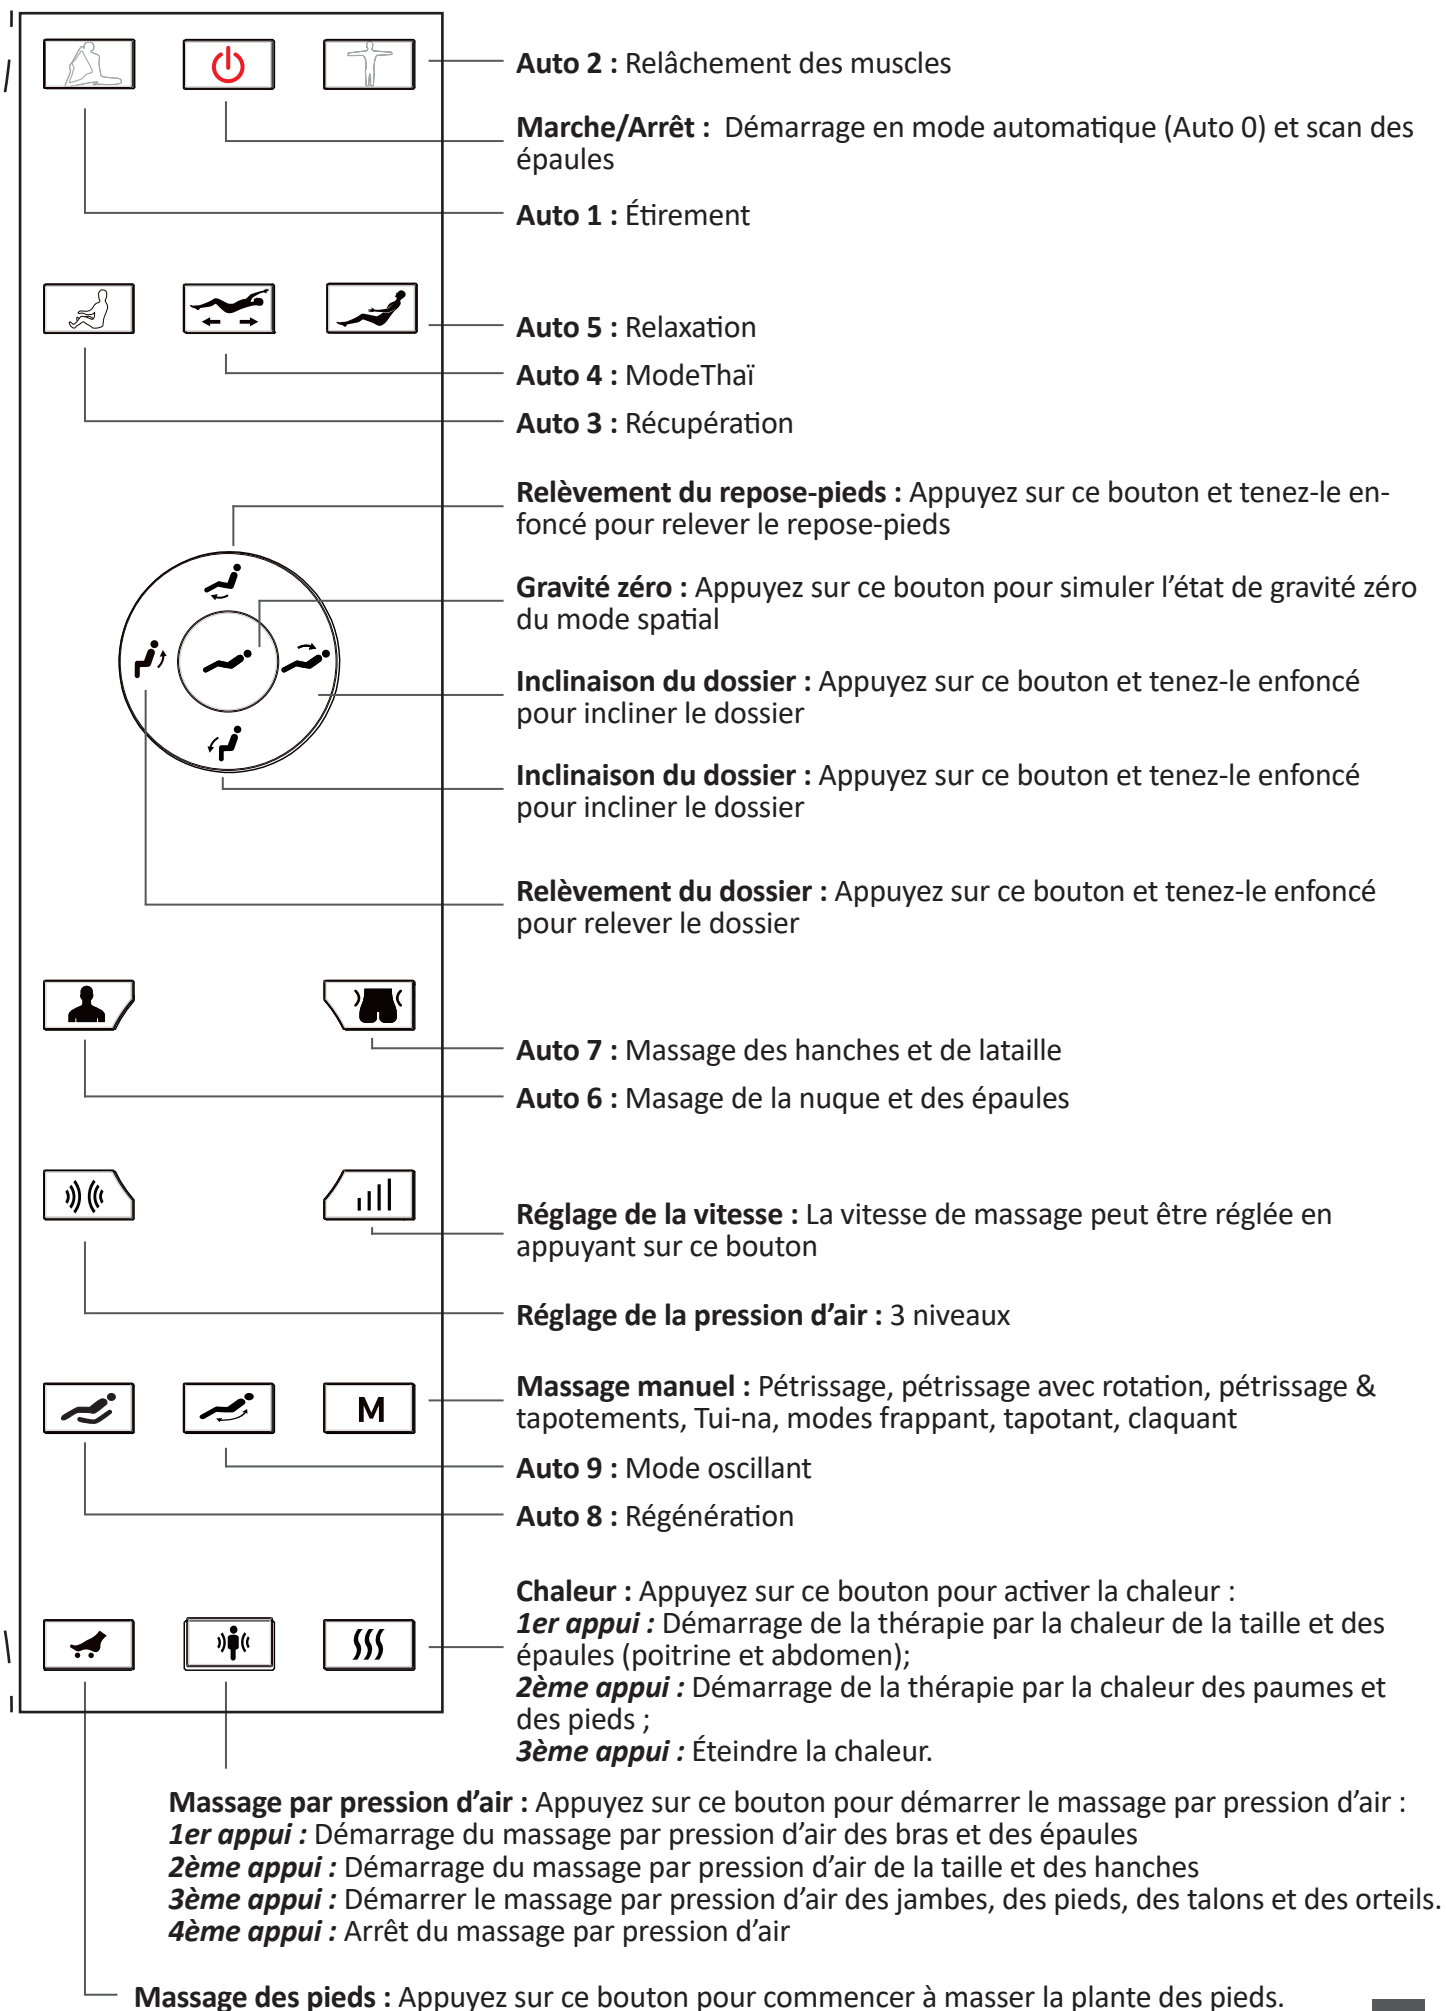 Auto 2 : Relâchement des muscles
Marche/Arrêt :  Démarrage en mode automatique (Auto 0) et scan des
épaules
Auto 1 : Étirement
Auto 5 : Relaxation
Auto 4 : ModeThaï
Auto 3 : Récupération
Relèvement du repose-pieds : Appuyez sur ce bouton et tenez-le en-
foncé pour relever le repose-pieds
Gravité zéro : Appuyez sur ce bouton pour simuler l’état de gravité zéro
du mode spatial
Inclinaison du dossier : Appuyez sur ce bouton et tenez-le enfoncé
pour incliner le dossier
Inclinaison du dossier : Appuyez sur ce bouton et tenez-le enfoncé
pour incliner le dossier
Relèvement du dossier : Appuyez sur ce bouton et tenez-le enfoncé
pour relever le dossier
Auto 7 : Massage des hanches et de lataille
Auto 6 : Masage de la nuque et des épaules
Réglage de la vitesse : La vitesse de massage peut être réglée en
appuyant sur ce bouton
Réglage de la pression d’air : 3 niveaux
M
Massage manuel : Pétrissage, pétrissage avec rotation, pétrissage &
tapotements, Tui-na, modes frappant, tapotant, claquant
Auto 9 : Mode oscillant
Auto 8 : Régénération
Chaleur : Appuyez sur ce bouton pour activer la chaleur :
1er appui : Démarrage de la thérapie par la chaleur de la taille et des
épaules (poitrine et abdomen);
2ème appui : Démarrage de la thérapie par la chaleur des paumes et
des pieds ;
3ème appui : Éteindre la chaleur.
Massage par pression d’air : Appuyez sur ce bouton pour démarrer le massage par pression d’air :
1er appui : Démarrage du massage par pression d’air des bras et des épaules
2ème appui : Démarrage du massage par pression d’air de la taille et des hanches
3ème appui : Démarrer le massage par pression d’air des jambes, des pieds, des talons et des orteils.
4ème appui : Arrêt du massage par pression d’air
Massage des pieds : Appuyez sur ce bouton pour commencer à masser la plante des pieds.